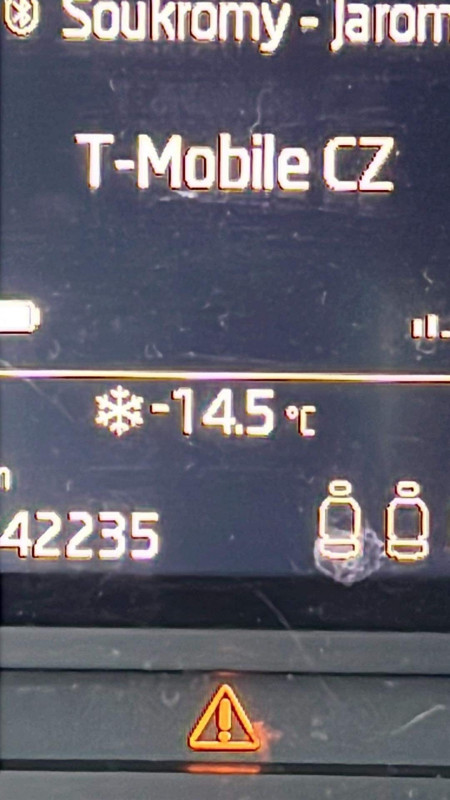 Soukromý - Jarom
T-Mobile CZ
-14.5 °C
42235